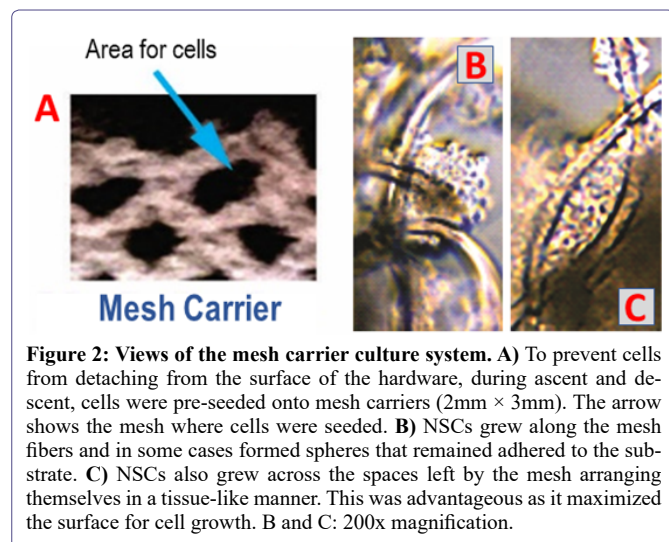 Area for cells
A
B
C
Mesh Carrier
Figure 2: Views of the mesh carrier culture system. A) To prevent cells
from detaching from the surface of the hardware, during ascent and de-
scent, cells were pre-seeded onto mesh carriers (2mm × 3mm). The arrow
shows the mesh where cells were seeded. B) NSCs grew along the mesh
fibers and in some cases formed spheres that remained adhered to the sub-
strate. C) NSCs also grew across the spaces left by the mesh arranging
themselves in a tissue-like manner. This was advantageous as it maximized
the surface for cell growth. B and C: 200x magnification.